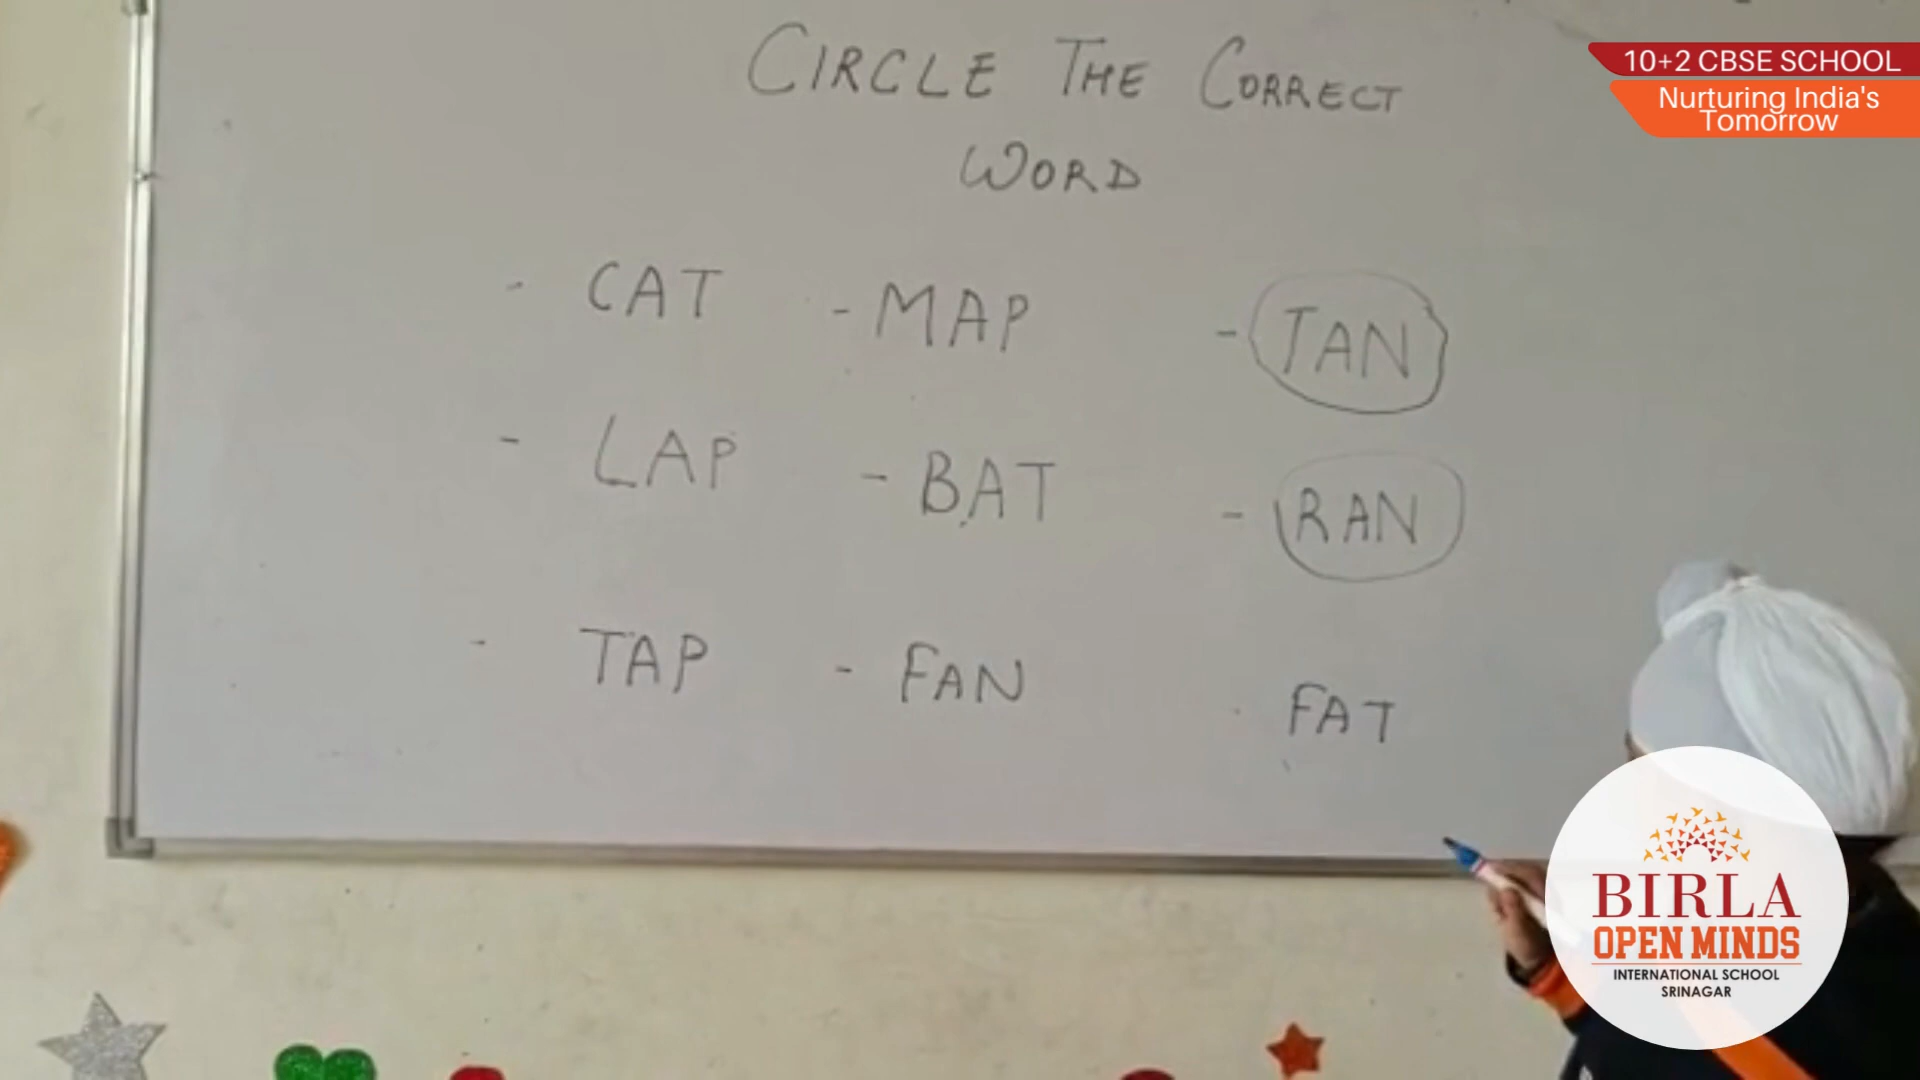 CIRCLE THE CORRECT
WORD
- CAT - MAP - TAN
- LAP - BAT - RAN
- TAP - FAN - FAT
10+2 CBSE SCHOOL
Nurturing India's
Tomorrow
BIRLA
OPEN MINDS
INTERNATIONAL SCHOOL
SRINAGAR